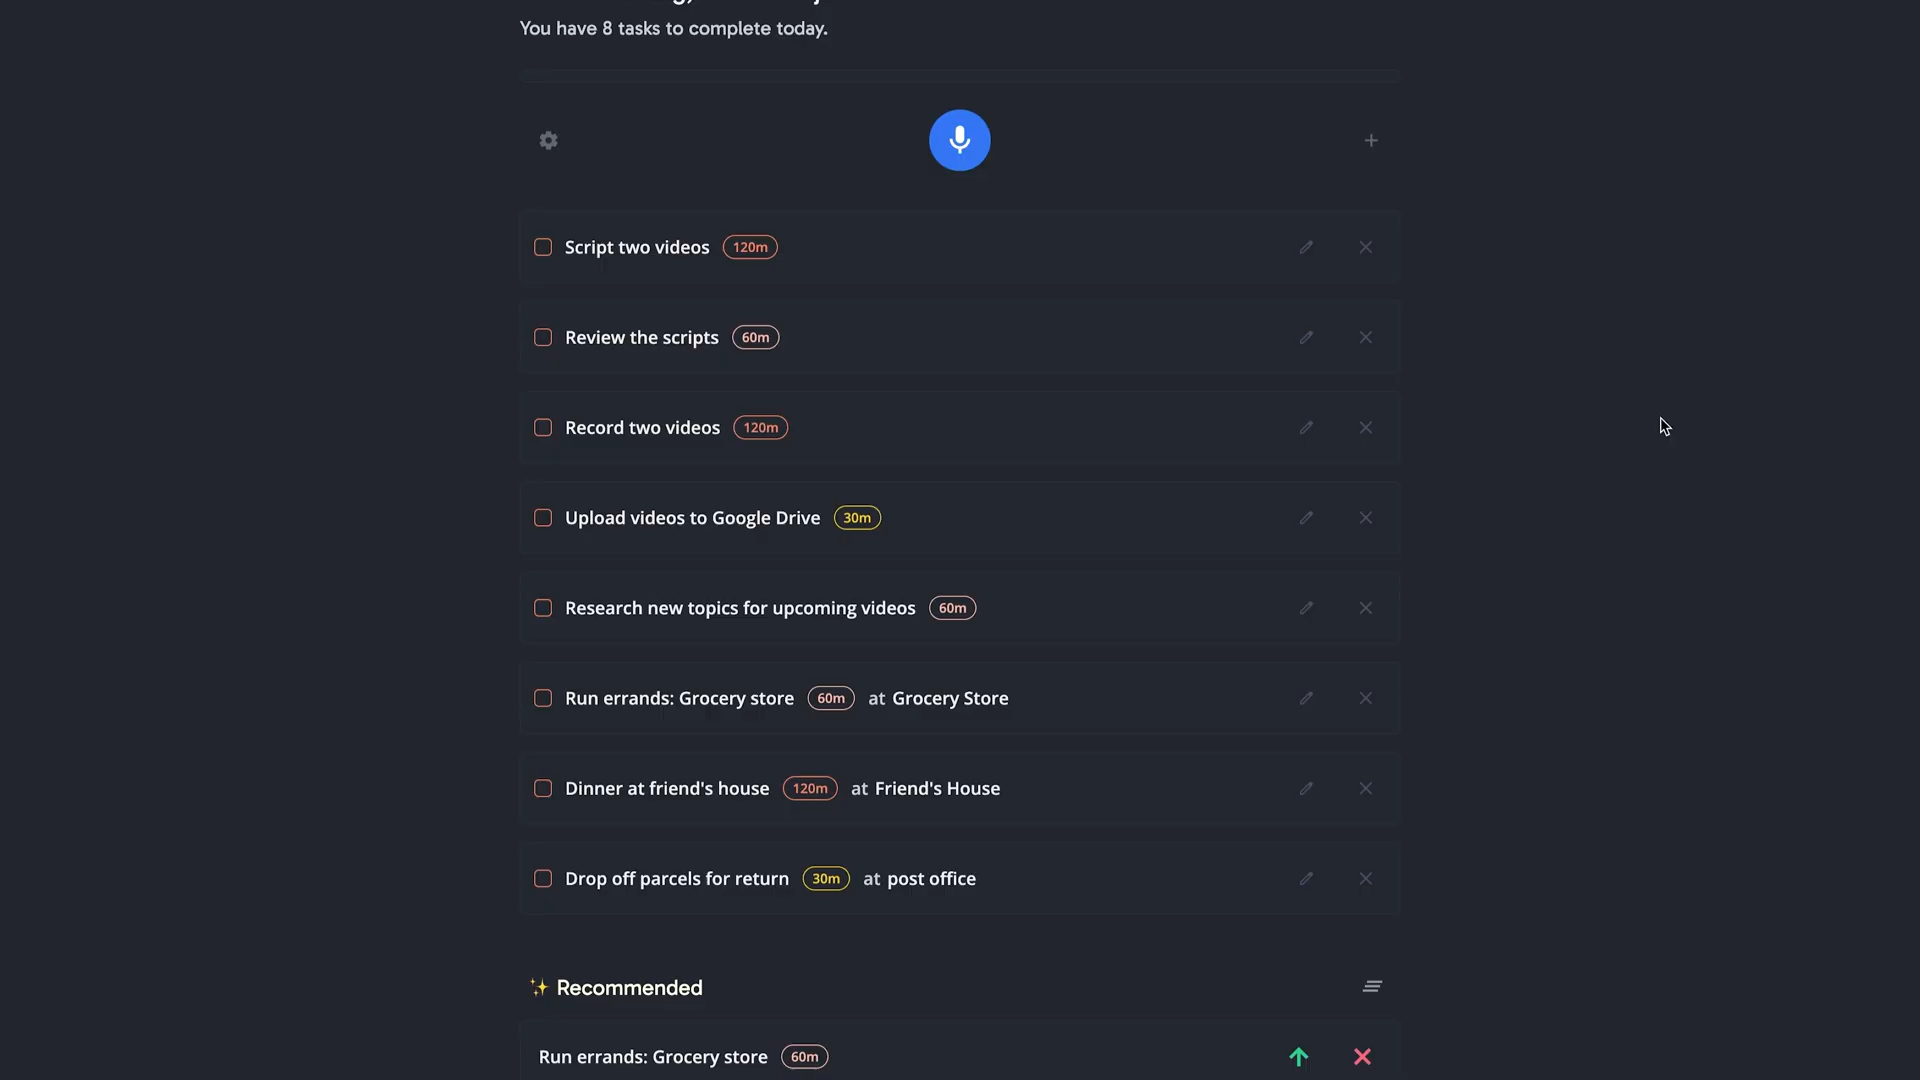 You have 8 tasks to complete today.
Script two videos 120m
Review the scripts 60m
Record two videos 120m
Upload videos to Google Drive 30m
Research new topics for upcoming videos 60m
Run errands: Grocery store 60m at Grocery Store
Dinner at friend's house 120m at Friend's House
Drop off parcels for return 30m at post office
✨ Recommended
Run errands: Grocery store 60m